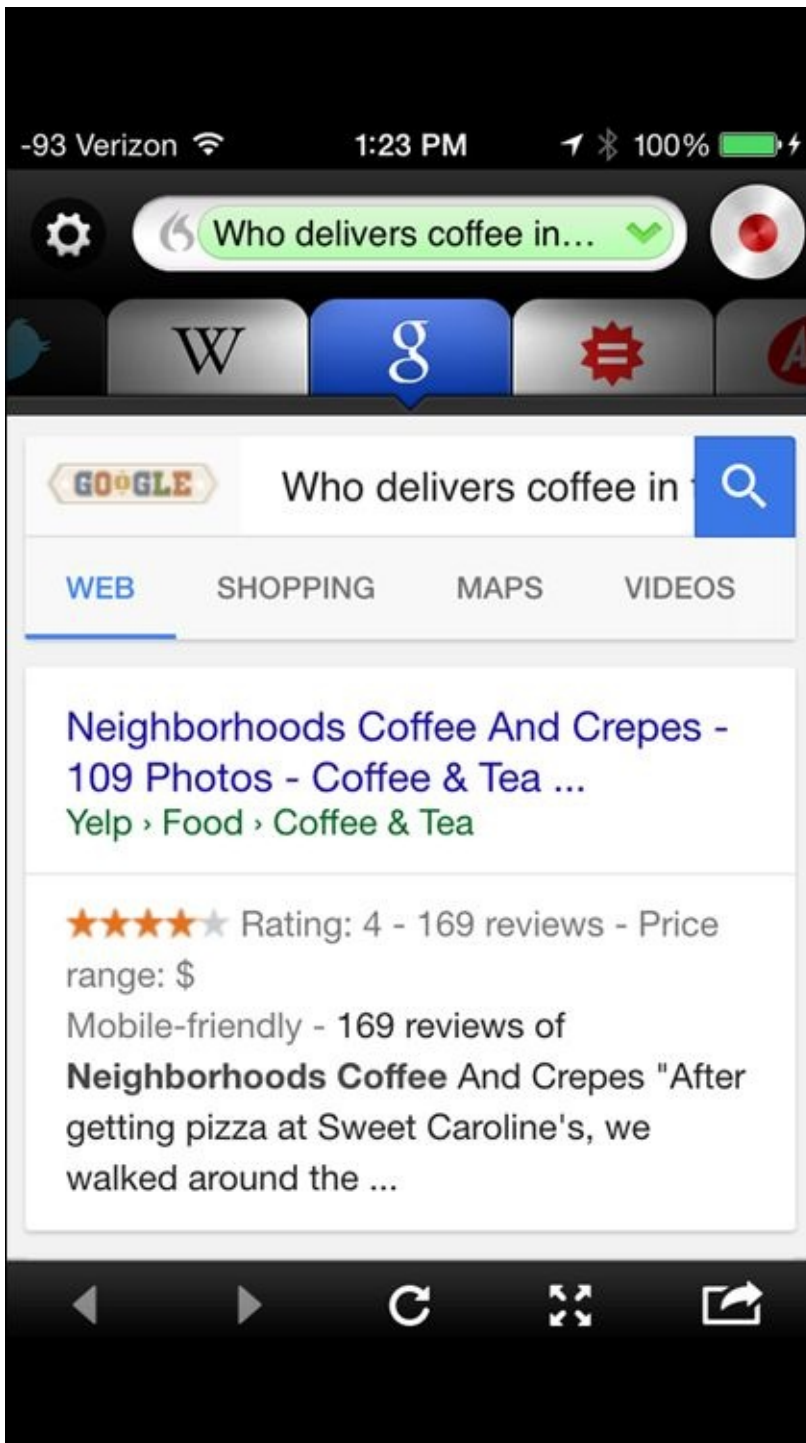 -93 Verizon 1:23 PM 100%
Who delivers coffee in...
W g A
GOOGLE Who delivers coffee in
WEB SHOPPING MAPS VIDEOS
Neighborhoods Coffee And Crepes -
109 Photos - Coffee & Tea ...
Yelp › Food › Coffee & Tea
Rating: 4 - 169 reviews - Price
range: $
Mobile-friendly - 169 reviews of
Neighborhoods Coffee And Crepes "After
getting pizza at Sweet Caroline's, we
walked around the ...